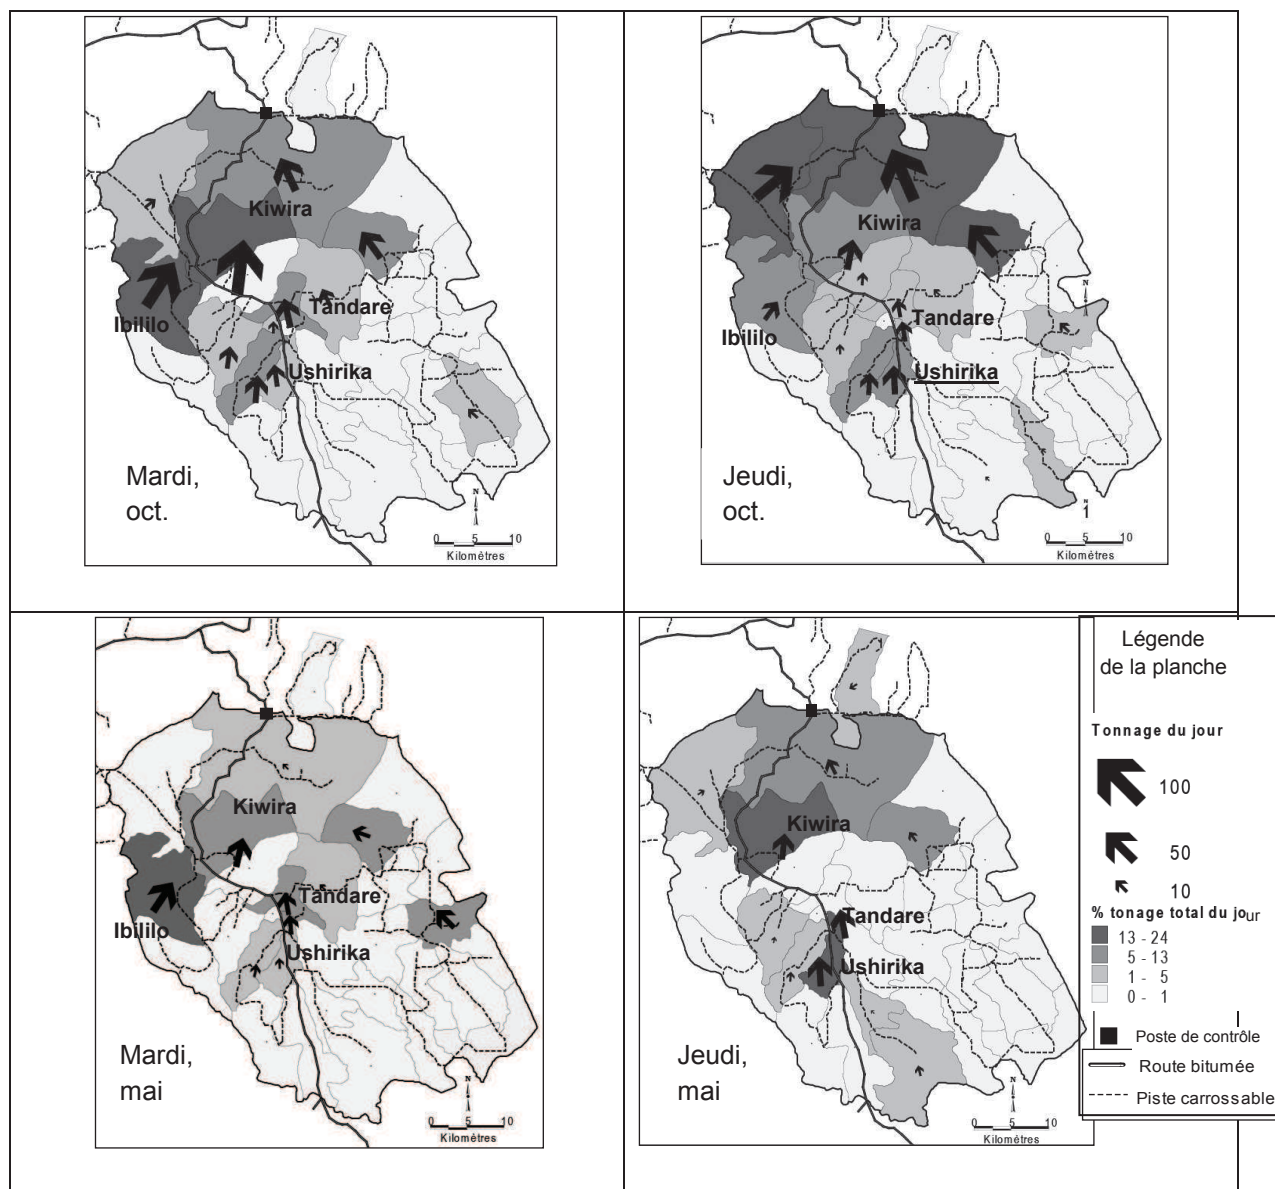 Kiwira
Ibililo
Tandare
Ushirika
Mardi,
oct.
N
0 5 10
Kilomètres
Kiwira
Ibililo
Tandare
Ushirika
Jeudi,
oct.
N
N
1
0 5 10
Kilomètres
Kiwira
Ibililo
Tandare
Ushirika
Mardi,
mai
N
0 5 10
Kilomètres
Kiwira
Tandare
Ushirika
Jeudi,
mai
N
0 5 10
Kilomètres
Légende
de la planche
Tonnage du jour
100
50
10
% tonage total du jour
13 - 24
5 - 13
1 - 5
0 - 1
Poste de contrôle
Route bitumée
Piste carrossable